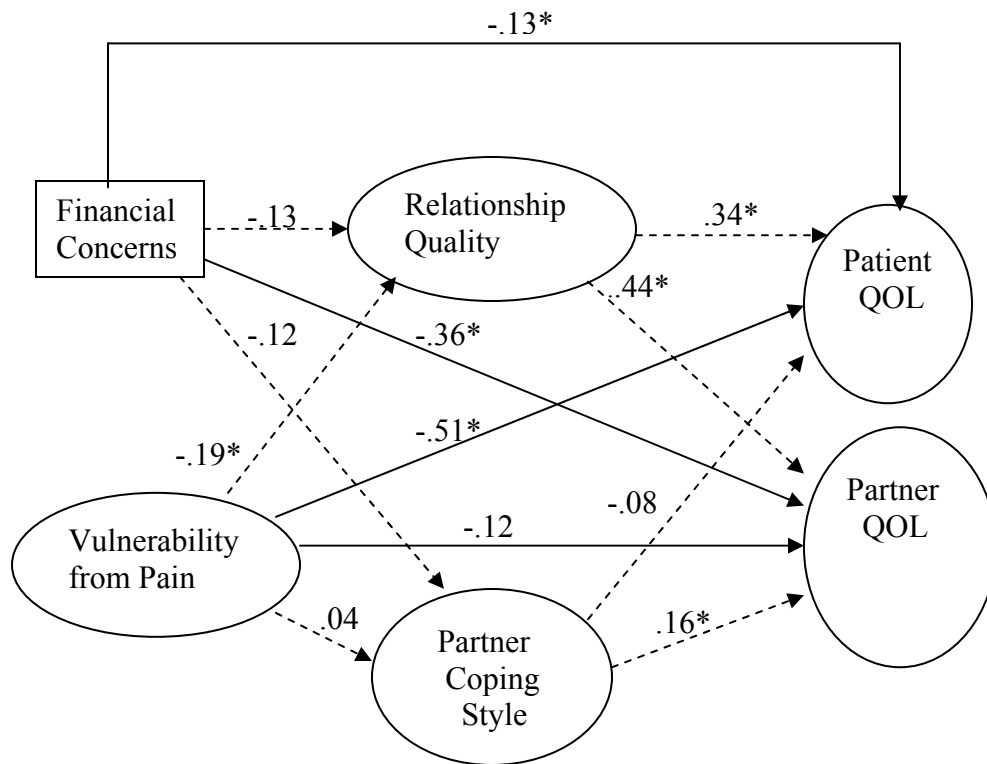 -.13*
Financial
Concerns
-.13
Relationship
Quality
.34*
Patient
QOL
.44*
-.12
-.36*
-.51*
-.19*
Vulnerability
from Pain
-.12
-.08
Partner
QOL
.04
Partner
Coping
Style
.16*